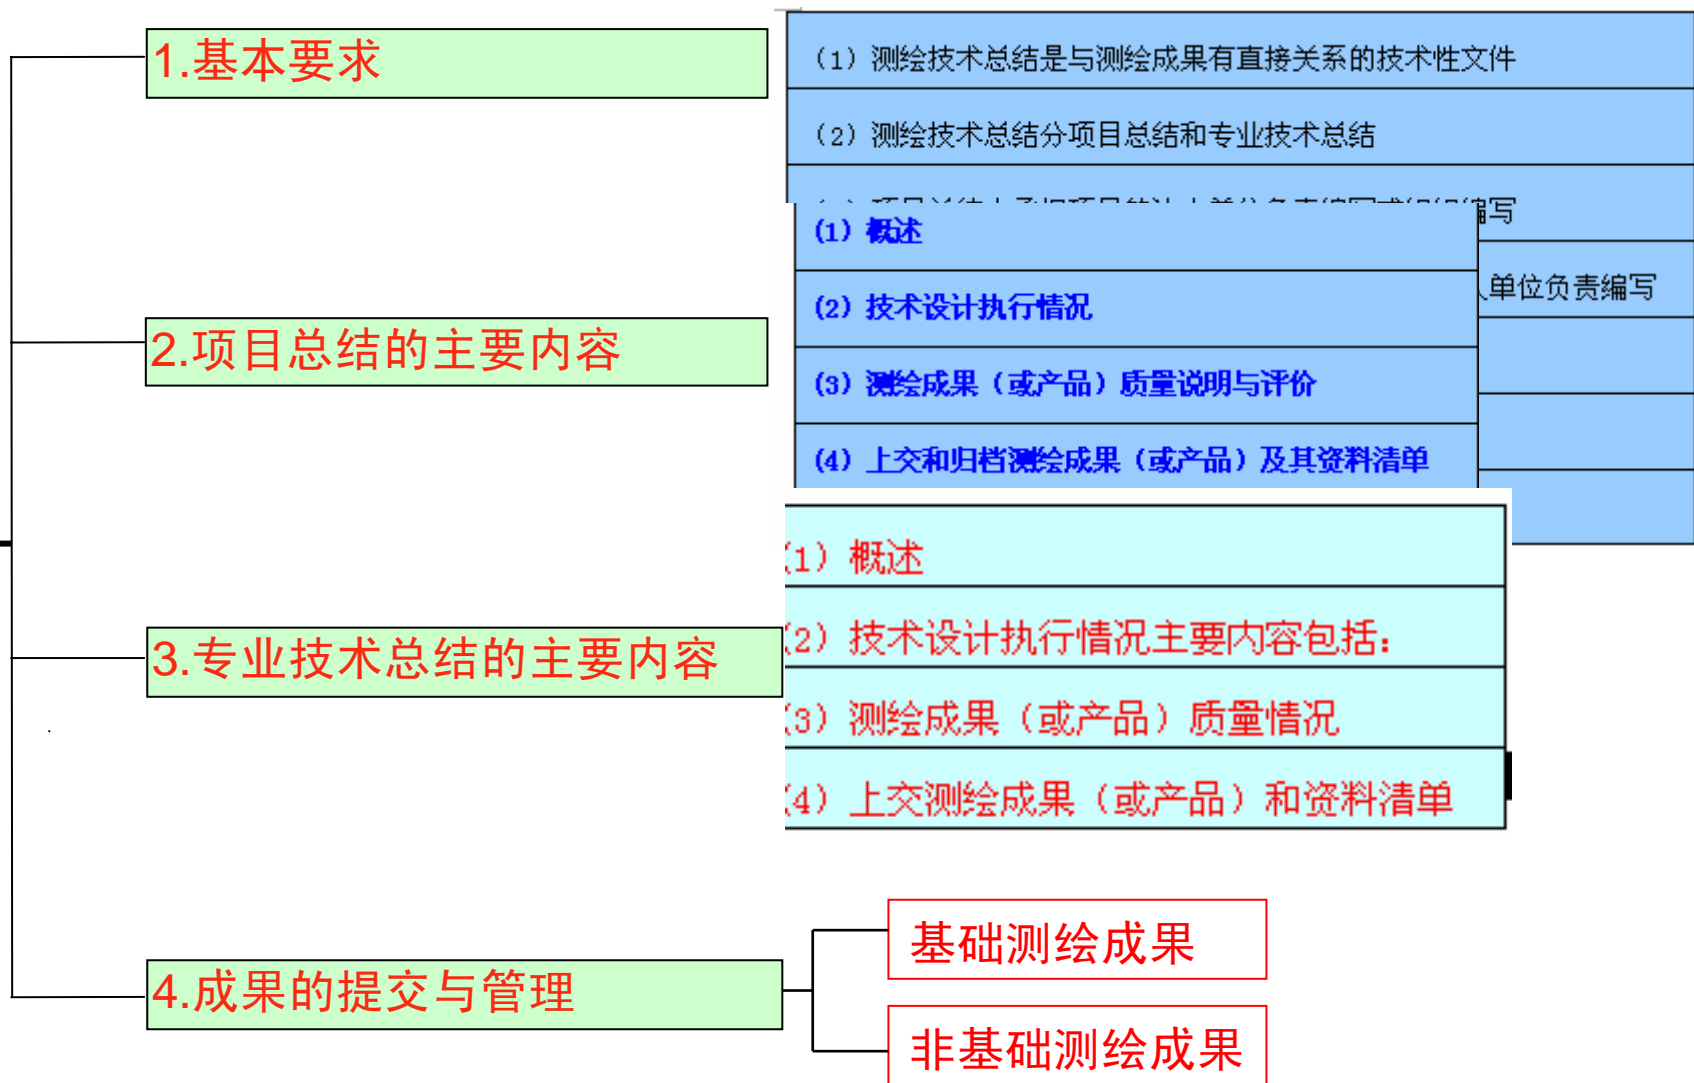 1.基本要求
（1）测绘技术总结是与测绘成果有直接关系的技术性文件
（2）测绘技术总结分项目总结和专业技术总结
编写
单位负责编写
2.项目总结的主要内容
(1) 概述
(2) 技术设计执行情况
(3) 测绘成果（或产品）质量说明与评价
(4) 上交和归档测绘成果（或产品）及其资料清单
3.专业技术总结的主要内容
(1) 概述
(2) 技术设计执行情况主要内容包括：
(3) 测绘成果（或产品）质量情况
(4) 上交测绘成果（或产品）和资料清单
4.成果的提交与管理
基础测绘成果
非基础测绘成果